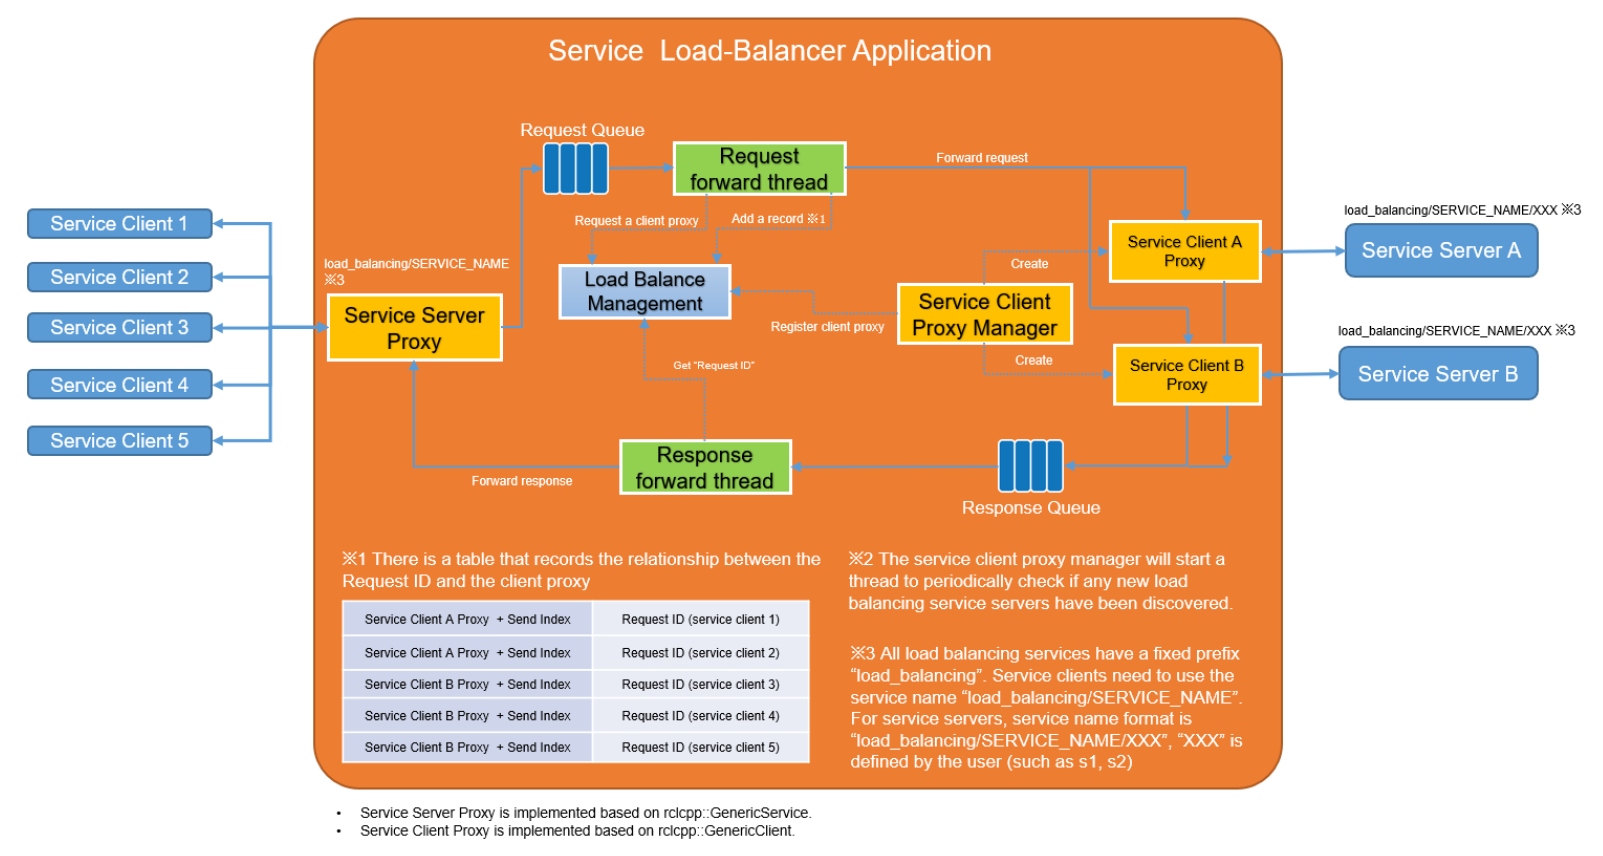 Service Load-Balancer Application
Request Queue
Request
forward thread
Forward request
Service Client 1
Service Client 2
Service Client 3
Service Client 4
Service Client 5
load_balancing/SERVICE_NAME
※3
Service Server
Proxy
Request a client proxy
Add a record ※1
Load Balance
Management
Register client proxy
Get "Request ID"
Service Client
Proxy Manager
Create
Create
Service Client A
Proxy
Service Client B
Proxy
load_balancing/SERVICE_NAME/XXX ※3
Service Server A
load_balancing/SERVICE_NAME/XXX ※3
Service Server B
Response
forward thread
Forward response
Response Queue
※1 There is a table that records the relationship between the
Request ID and the client proxy
Service Client A Proxy + Send Index Request ID (service client 1)
Service Client A Proxy + Send Index Request ID (service client 2)
Service Client B Proxy + Send Index Request ID (service client 3)
Service Client B Proxy + Send Index Request ID (service client 4)
Service Client B Proxy + Send Index Request ID (service client 5)
※2 The service client proxy manager will start a
thread to periodically check if any new load
balancing service servers have been discovered.
※3 All load balancing services have a fixed prefix
“load_balancing”. Service clients need to use the
service name “load_balancing/SERVICE_NAME”.
For service servers, service name format is
“load_balancing/SERVICE_NAME/XXX”, “XXX” is
defined by the user (such as s1, s2)
• Service Server Proxy is implemented based on rclcpp::GenericService.
• Service Client Proxy is implemented based on rclcpp::GenericClient.